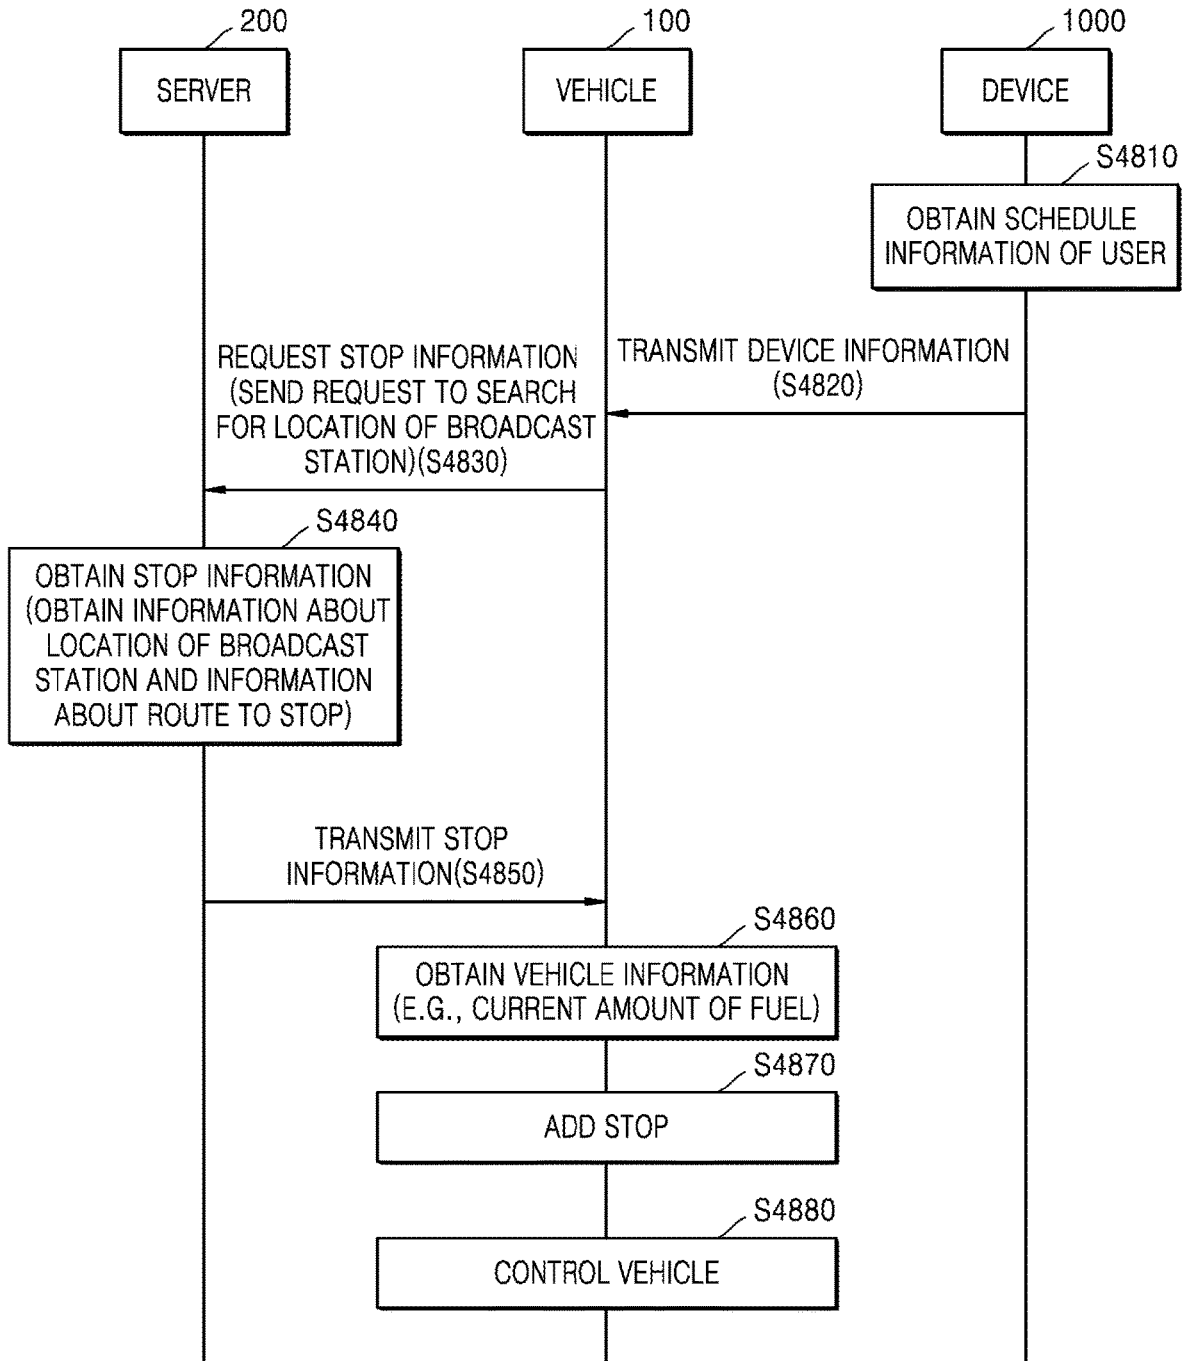 200
100
1000
SERVER
VEHICLE
DEVICE
S4810
OBTAIN SCHEDULE
INFORMATION OF USER
TRANSMIT DEVICE INFORMATION
(S4820)
REQUEST STOP INFORMATION
(SEND REQUEST TO SEARCH
FOR LOCATION OF BROADCAST
STATION)(S4830)
S4840
OBTAIN STOP INFORMATION
(OBTAIN INFORMATION ABOUT
LOCATION OF BROADCAST
STATION AND INFORMATION
ABOUT ROUTE TO STOP)
TRANSMIT STOP
INFORMATION(S4850)
S4860
OBTAIN VEHICLE INFORMATION
(E.G., CURRENT AMOUNT OF FUEL)
S4870
ADD STOP
S4880
CONTROL VEHICLE